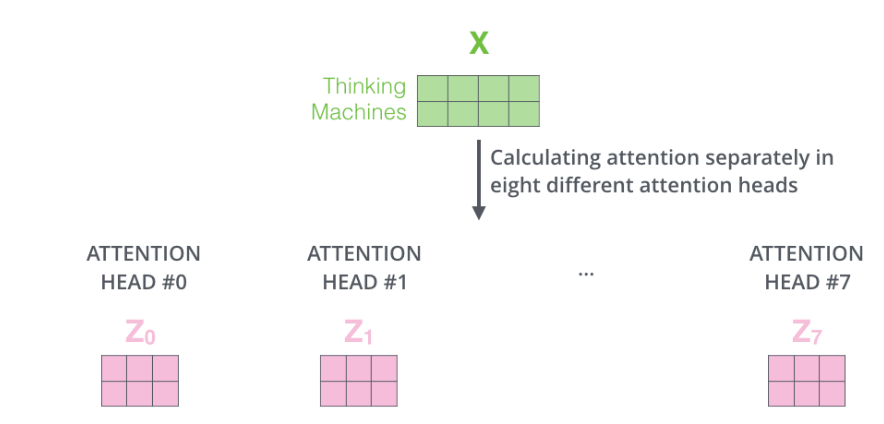 X
Thinking
Machines
Calculating attention separately in
eight different attention heads
ATTENTION
HEAD #0
ATTENTION
HEAD #1
...
ATTENTION
HEAD #7
Z0
Z1
Z7